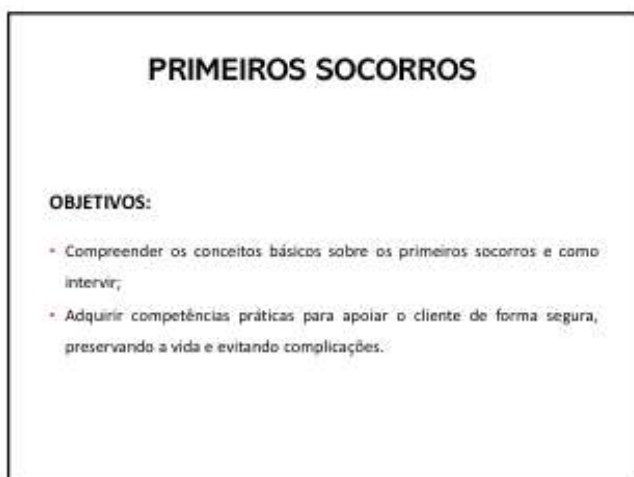 PRIMEIROS SOCORROS
OBJETIVOS:
• Compreender os conceitos básicos sobre os primeiros socorros e como
intervir;
• Adquirir competências práticas para apoiar o cliente de forma segura,
preservando a vida e evitando complicações.